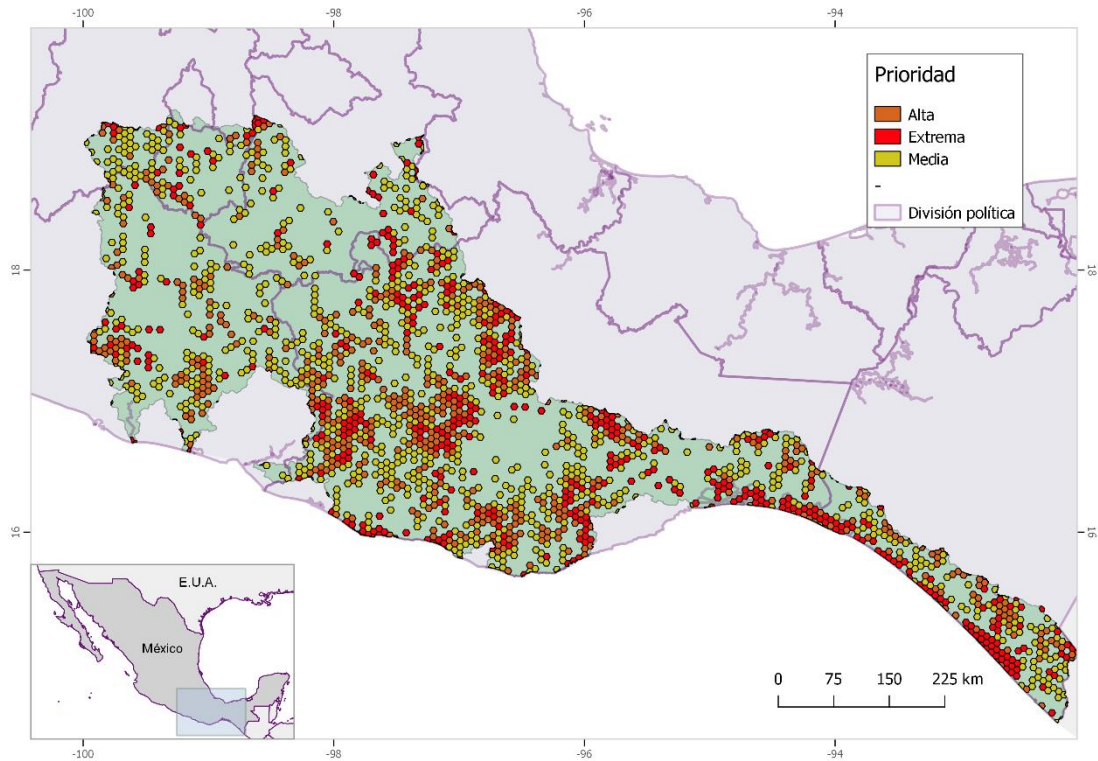 -100
-98
-96
-94
Prioridad
Alta
Extrema
Media
-
División política
18
18
16
16
E.U.A.
México
0 75 150 225 km
-100
-98
-96
-94